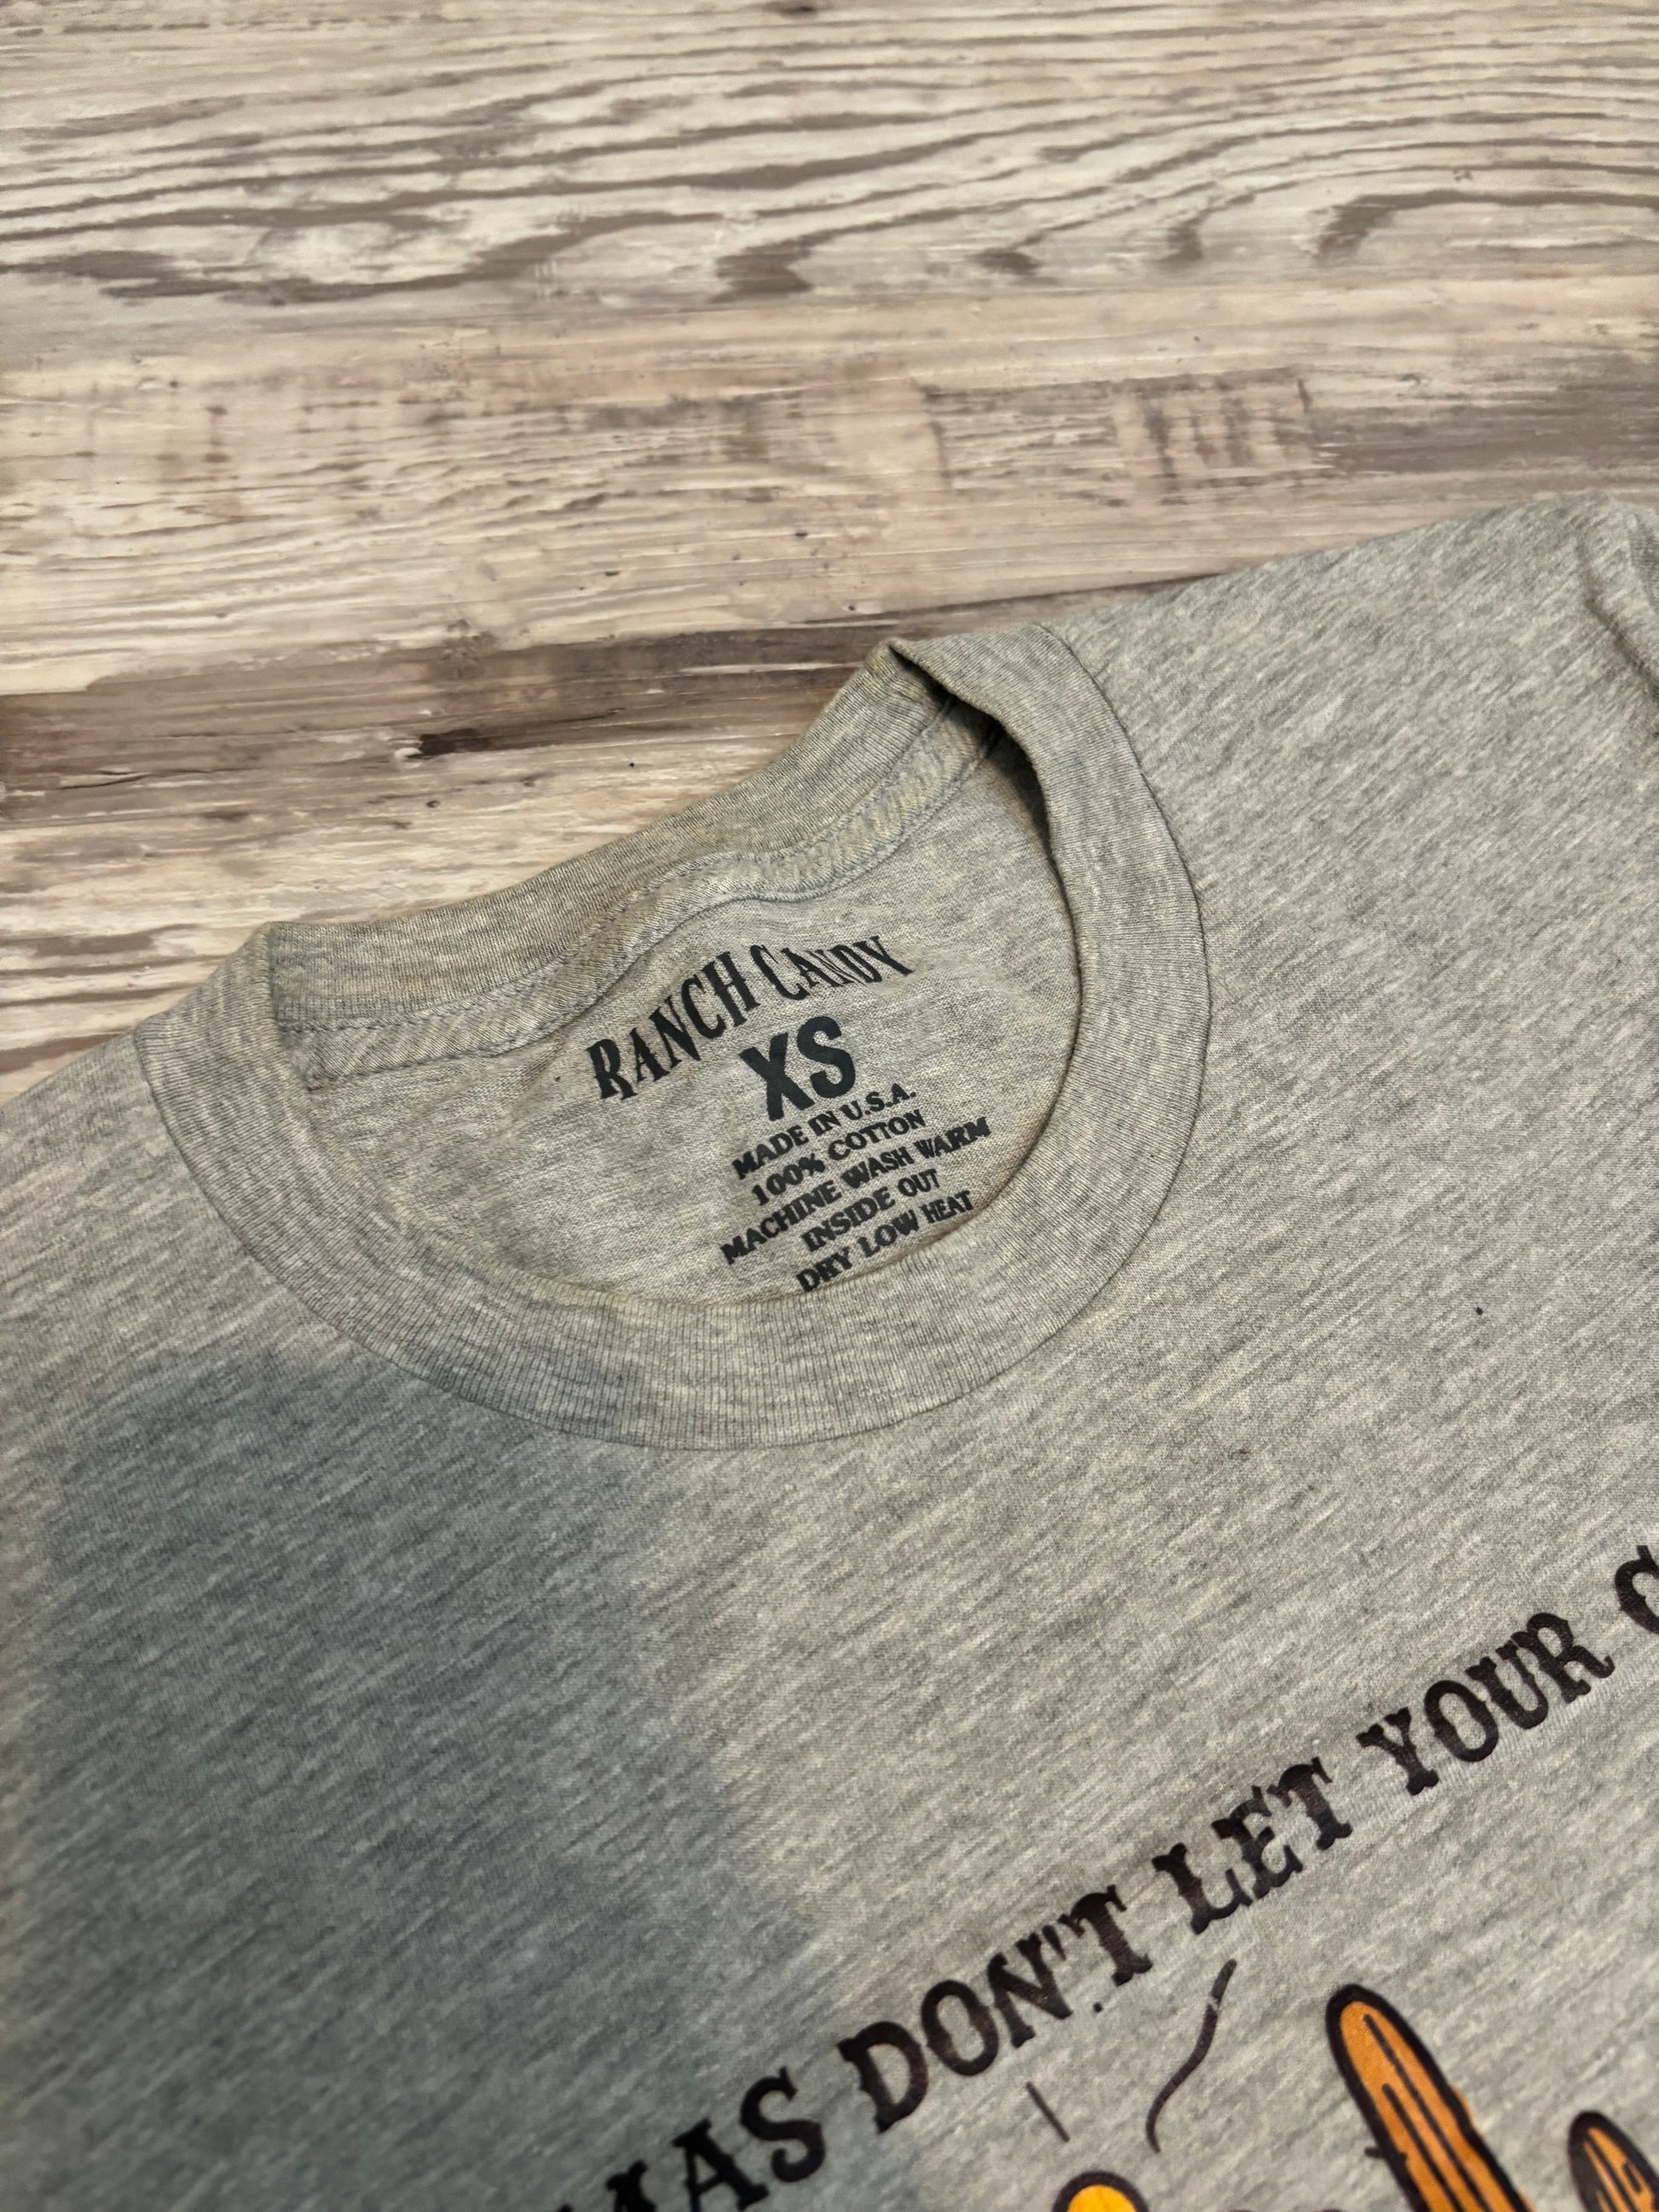 RANCH CANDY
XS
MADE IN U.S.A.
100% COTTON
MACHINE WASH WARM
INSIDE OUT
DRY LOW HEAT
DON'T LET YOUR